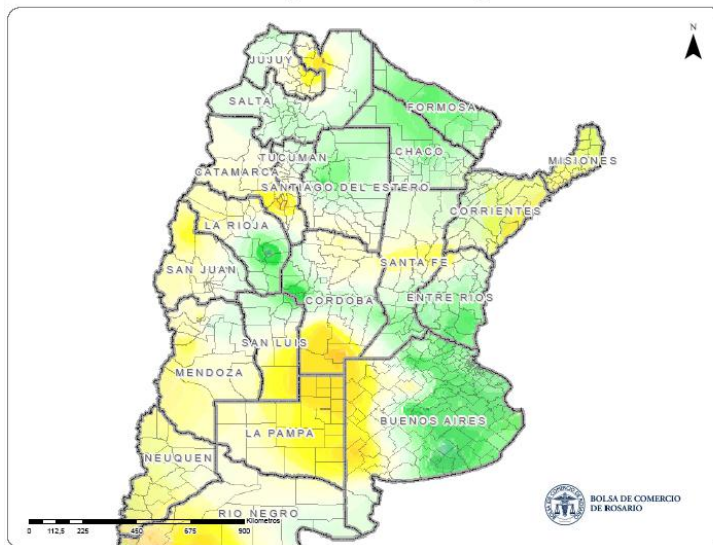 N
JUJUY
SALTA
FORMOSA
CHACO
MISIONES
TUCUMAN
CATAMARCA
SANTIAGO DEL ESTERO
CORRIENTES
LA RIOJA
SANTA FE
SAN JUAN
CORDOBA
ENTRE RIOS
SAN LUIS
MENDOZA
BUENOS AIRES
LA PAMPA
NEUQUEN
RIO NEGRO
Kilometros
0 112,5 225 450 675 900
BOLSA DE COMERCIO
DE ROSARIO